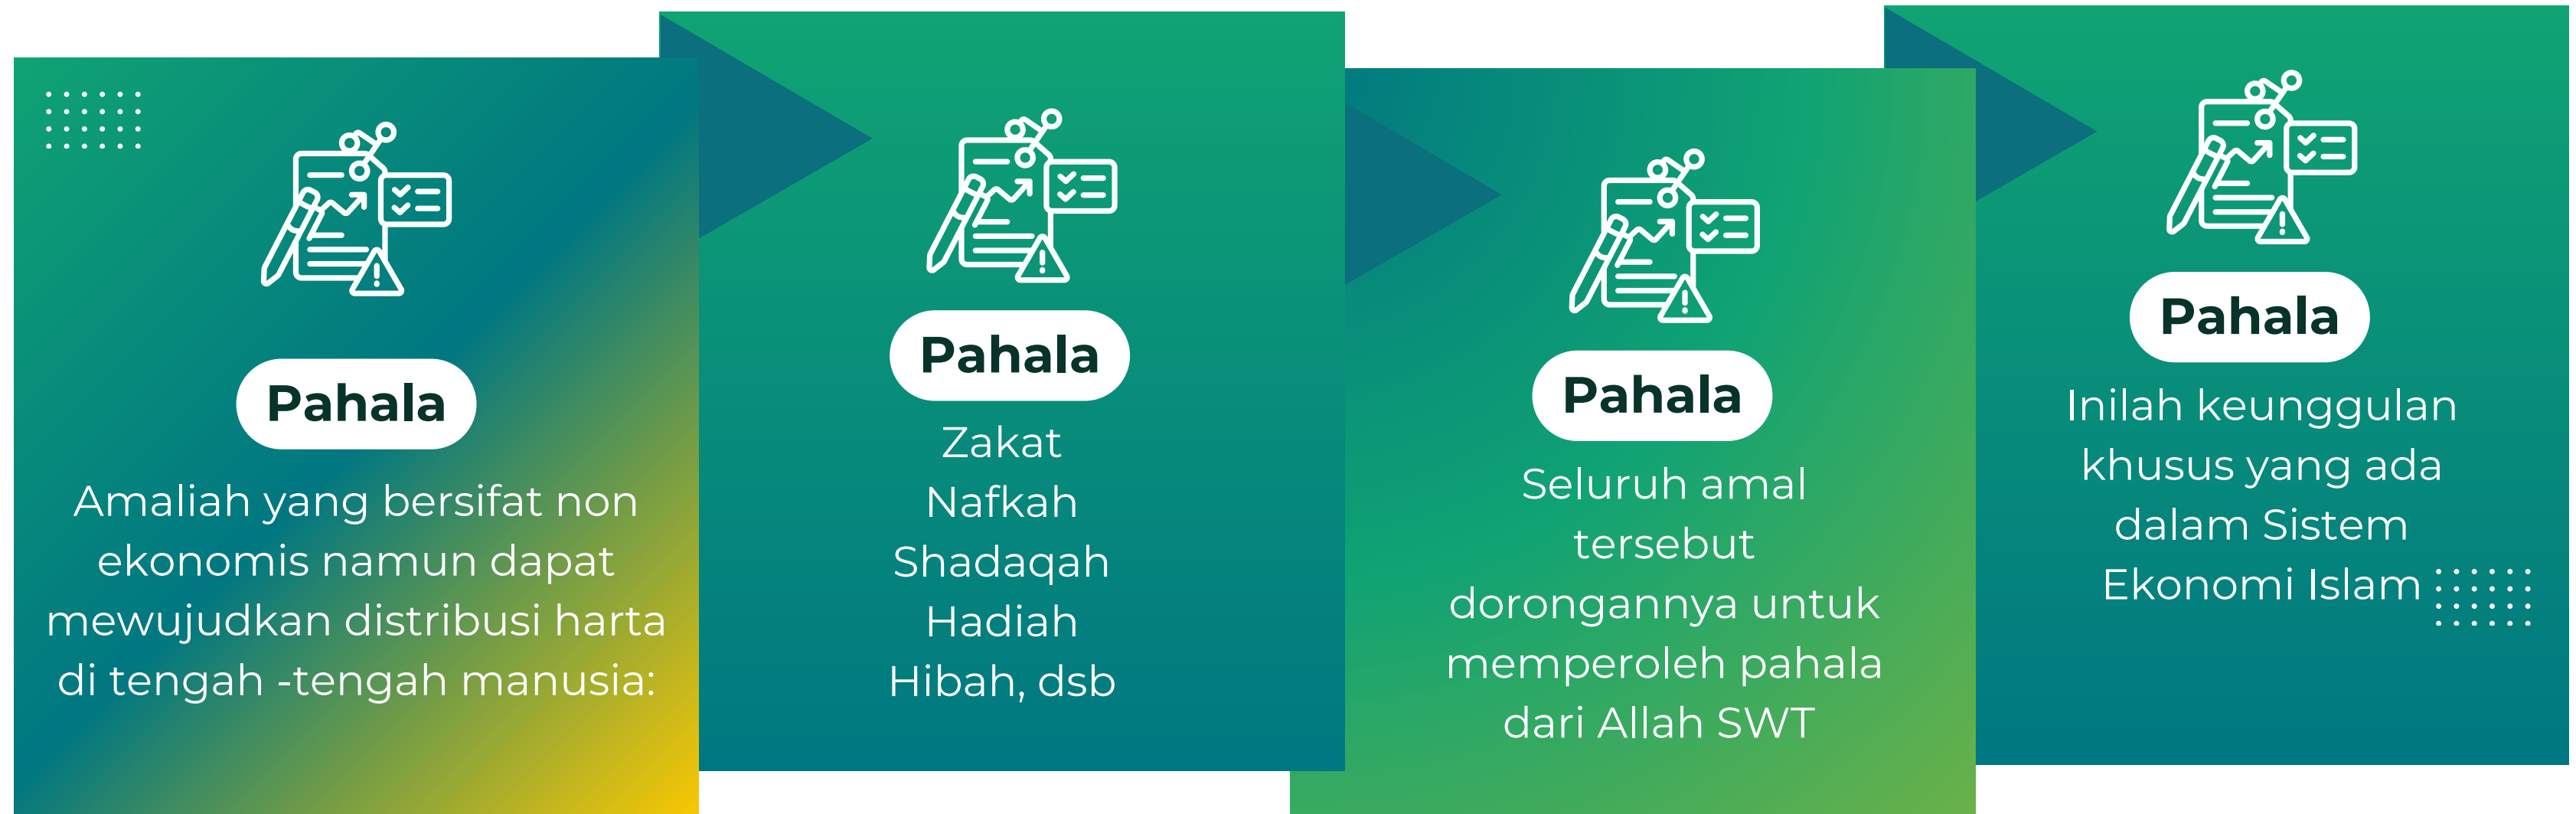 Pahala
Amaliah yang bersifat non
ekonomis namun dapat
mewujudkan distribusi harta
di tengah -tengah manusia:
Pahala
Zakat
Nafkah
Shadaqah
Hadiah
Hibah, dsb
Pahala
Seluruh amal
tersebut
dorongannya untuk
memperoleh pahala
dari Allah SWT
Pahala
Inilah keunggulan
khusus yang ada
dalam Sistem
Ekonomi Islam